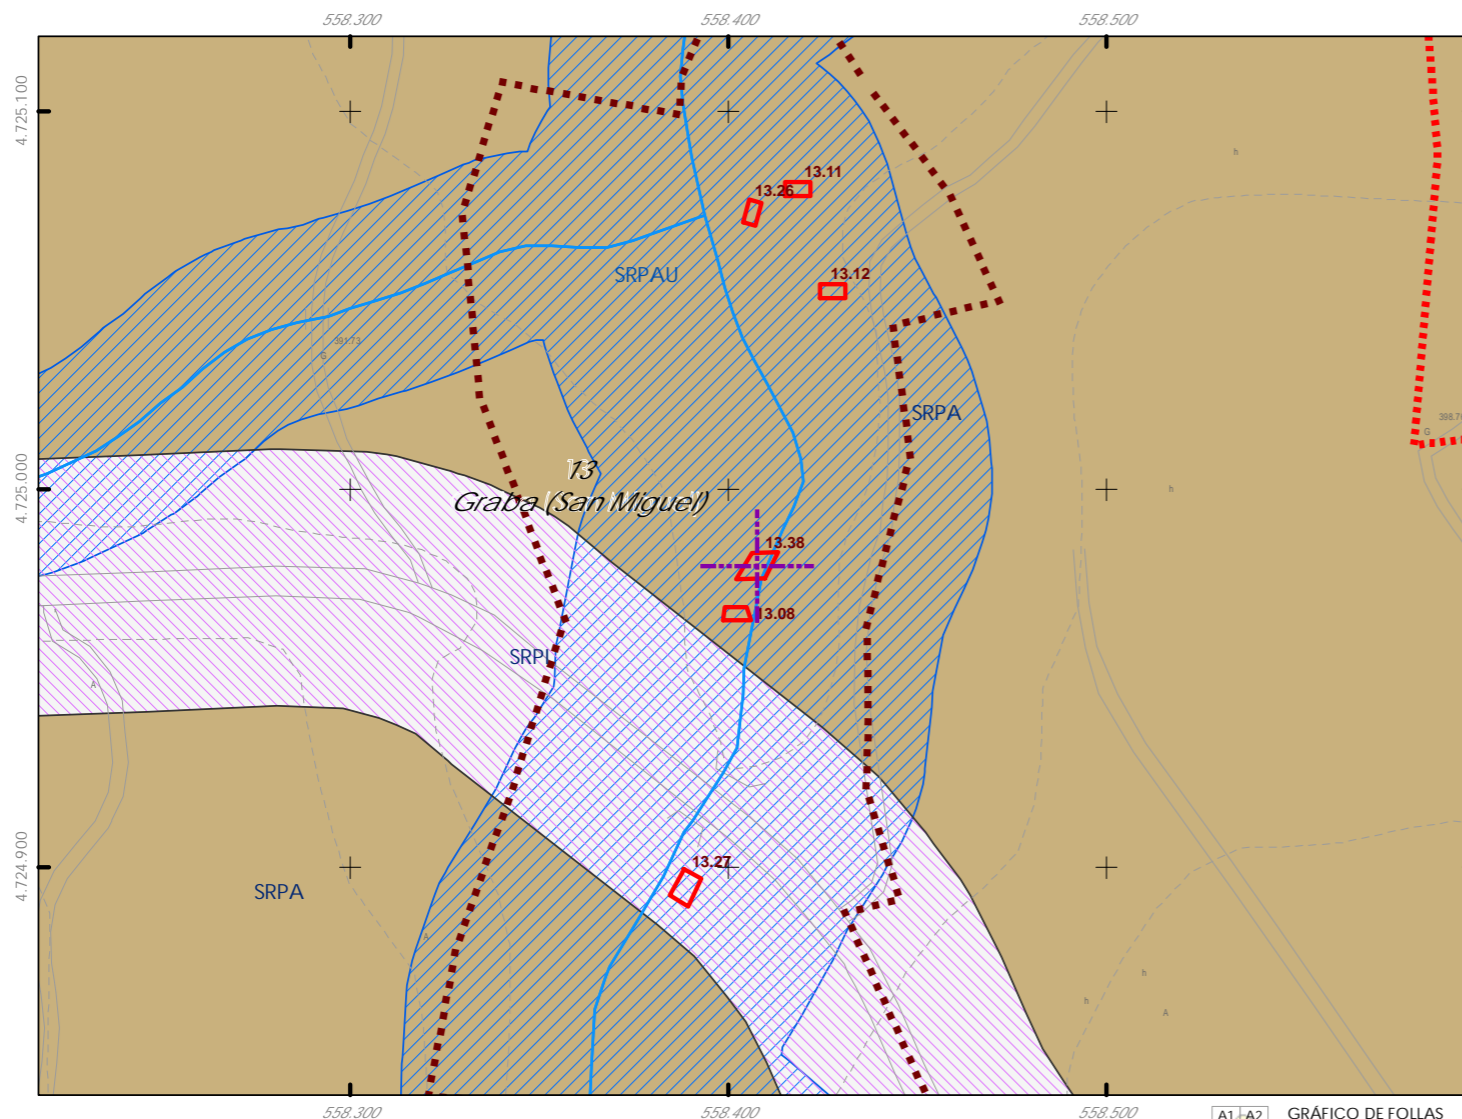 558.300 558.400 558.500
4.725.100
13.11
13.26
SRPAU
13.12
391.73
G
SRPA
398.7
G
13
Graba (San Miguel)
4.725.000
13.38
13.08
SRPI
A
13.27
4.724.900
SRPA
A
h
h
h
h
A
558.300 558.400 558.500
A1 A2 GRÁFICO DE FOLLAS